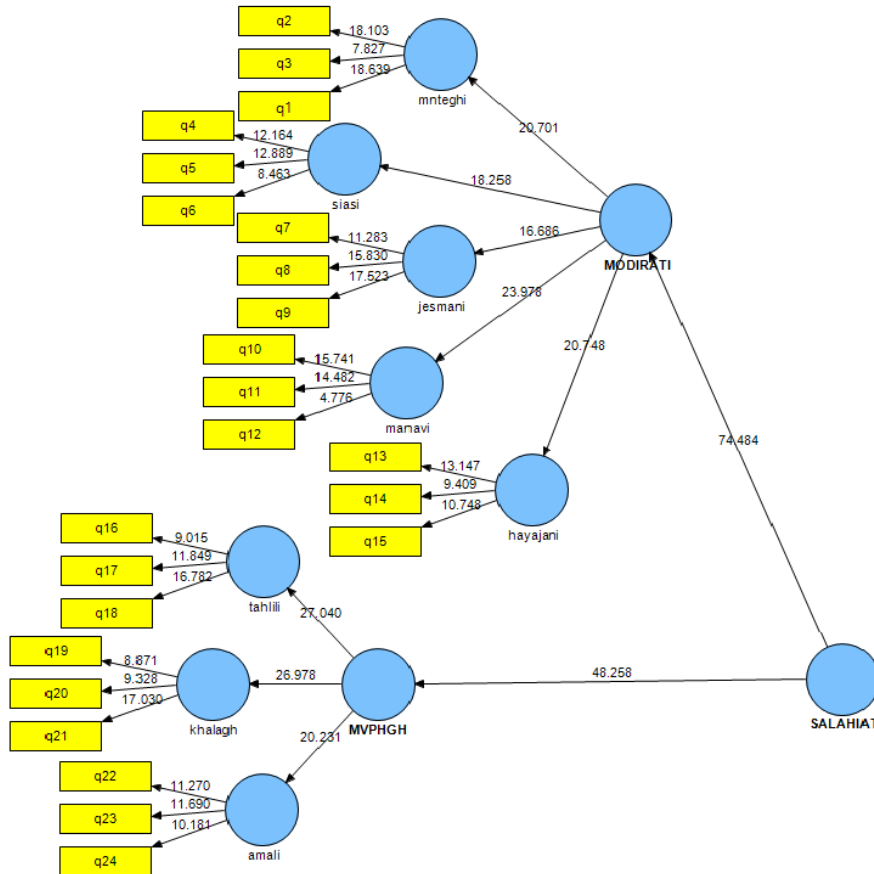 q2
18.103
q3
7.827
q1
18.639
mnteghi
20.701
q4
12.164
q5
12.889
q6
8.463
siasi
18.258
q7
11.283
q8
15.830
q9
17.523
jesmani
16.686
MODIRATI
23.978
q10
15.741
q11
14.482
q12
4.776
manavi
20.748
q13
13.147
q14
9.409
q15
10.748
hayajani
74.484
q16
9.015
q17
11.849
q18
16.782
tahlili
27.040
q19
8.871
q20
9.328
q21
17.030
khalagh
26.978
MVPHGH
48.258
SALAHIAT
20.231
q22
11.270
q23
11.690
q24
10.181
amali